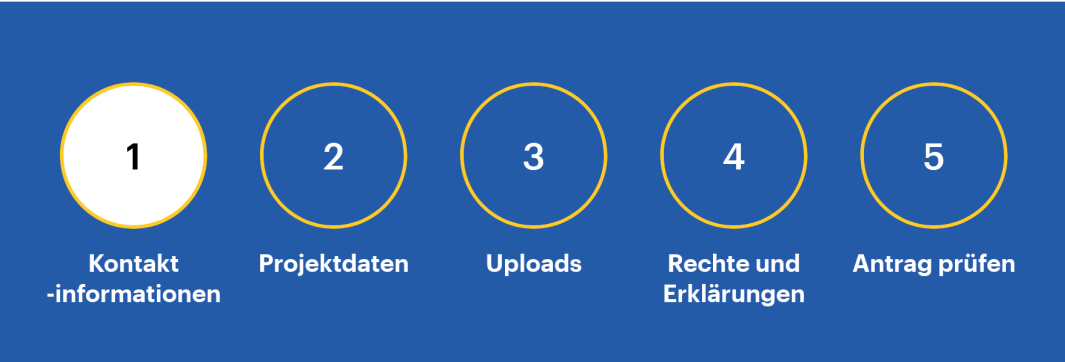 1
2
3
4
5
Kontakt
-informationen
Projektdaten
Uploads
Rechte und
Erklärungen
Antrag prüfen